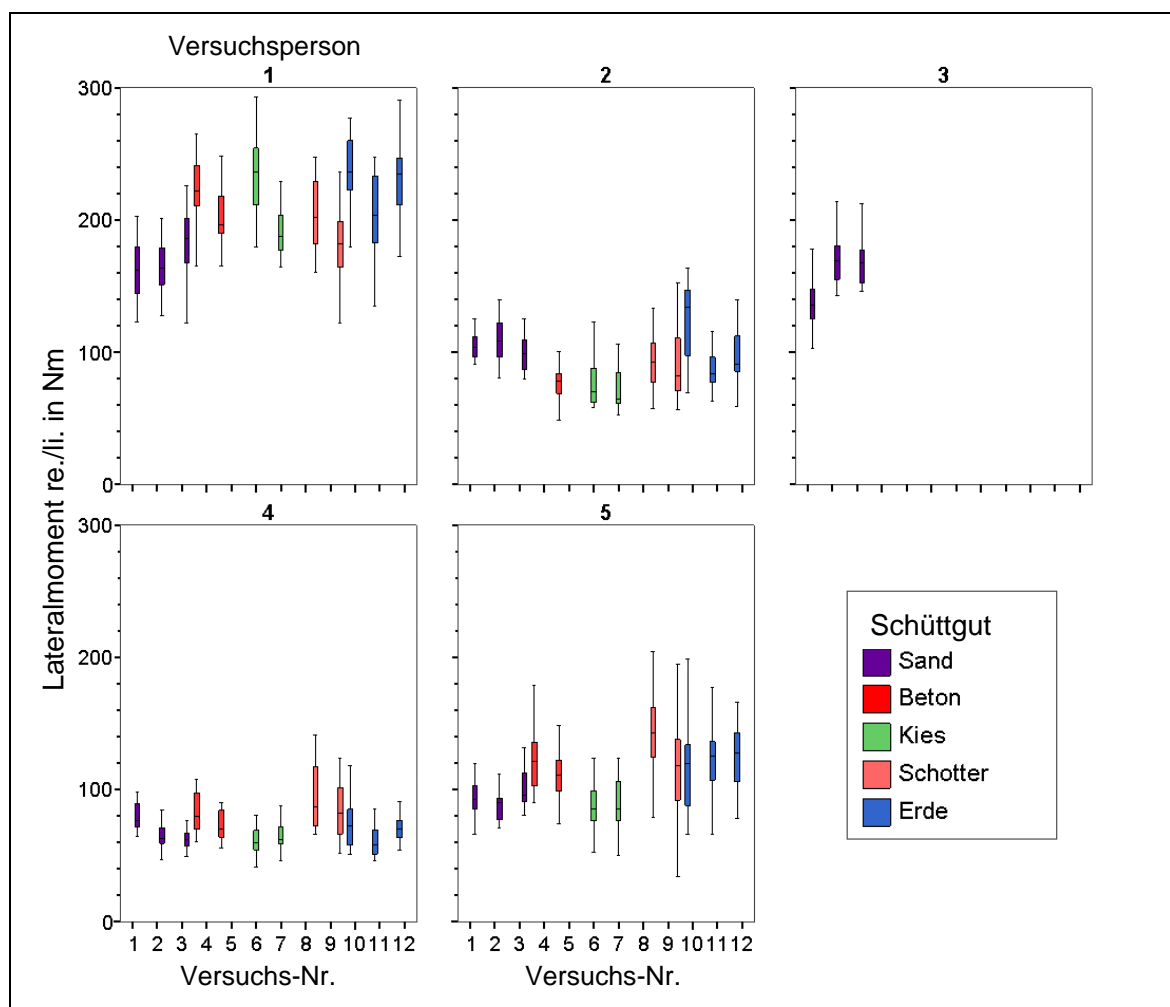 Versuchsperson
1 2 3
300
200
100
0
Lateralmoment re./li. in Nm
4 5
300
200
100
0
1 2 3 4 5 6 7 8 9 10 11 12
1 2 3 4 5 6 7 8 9 10 11 12
Versuchs-Nr. Versuchs-Nr.
Schüttgut
Sand
Beton
Kies
Schotter
Erde